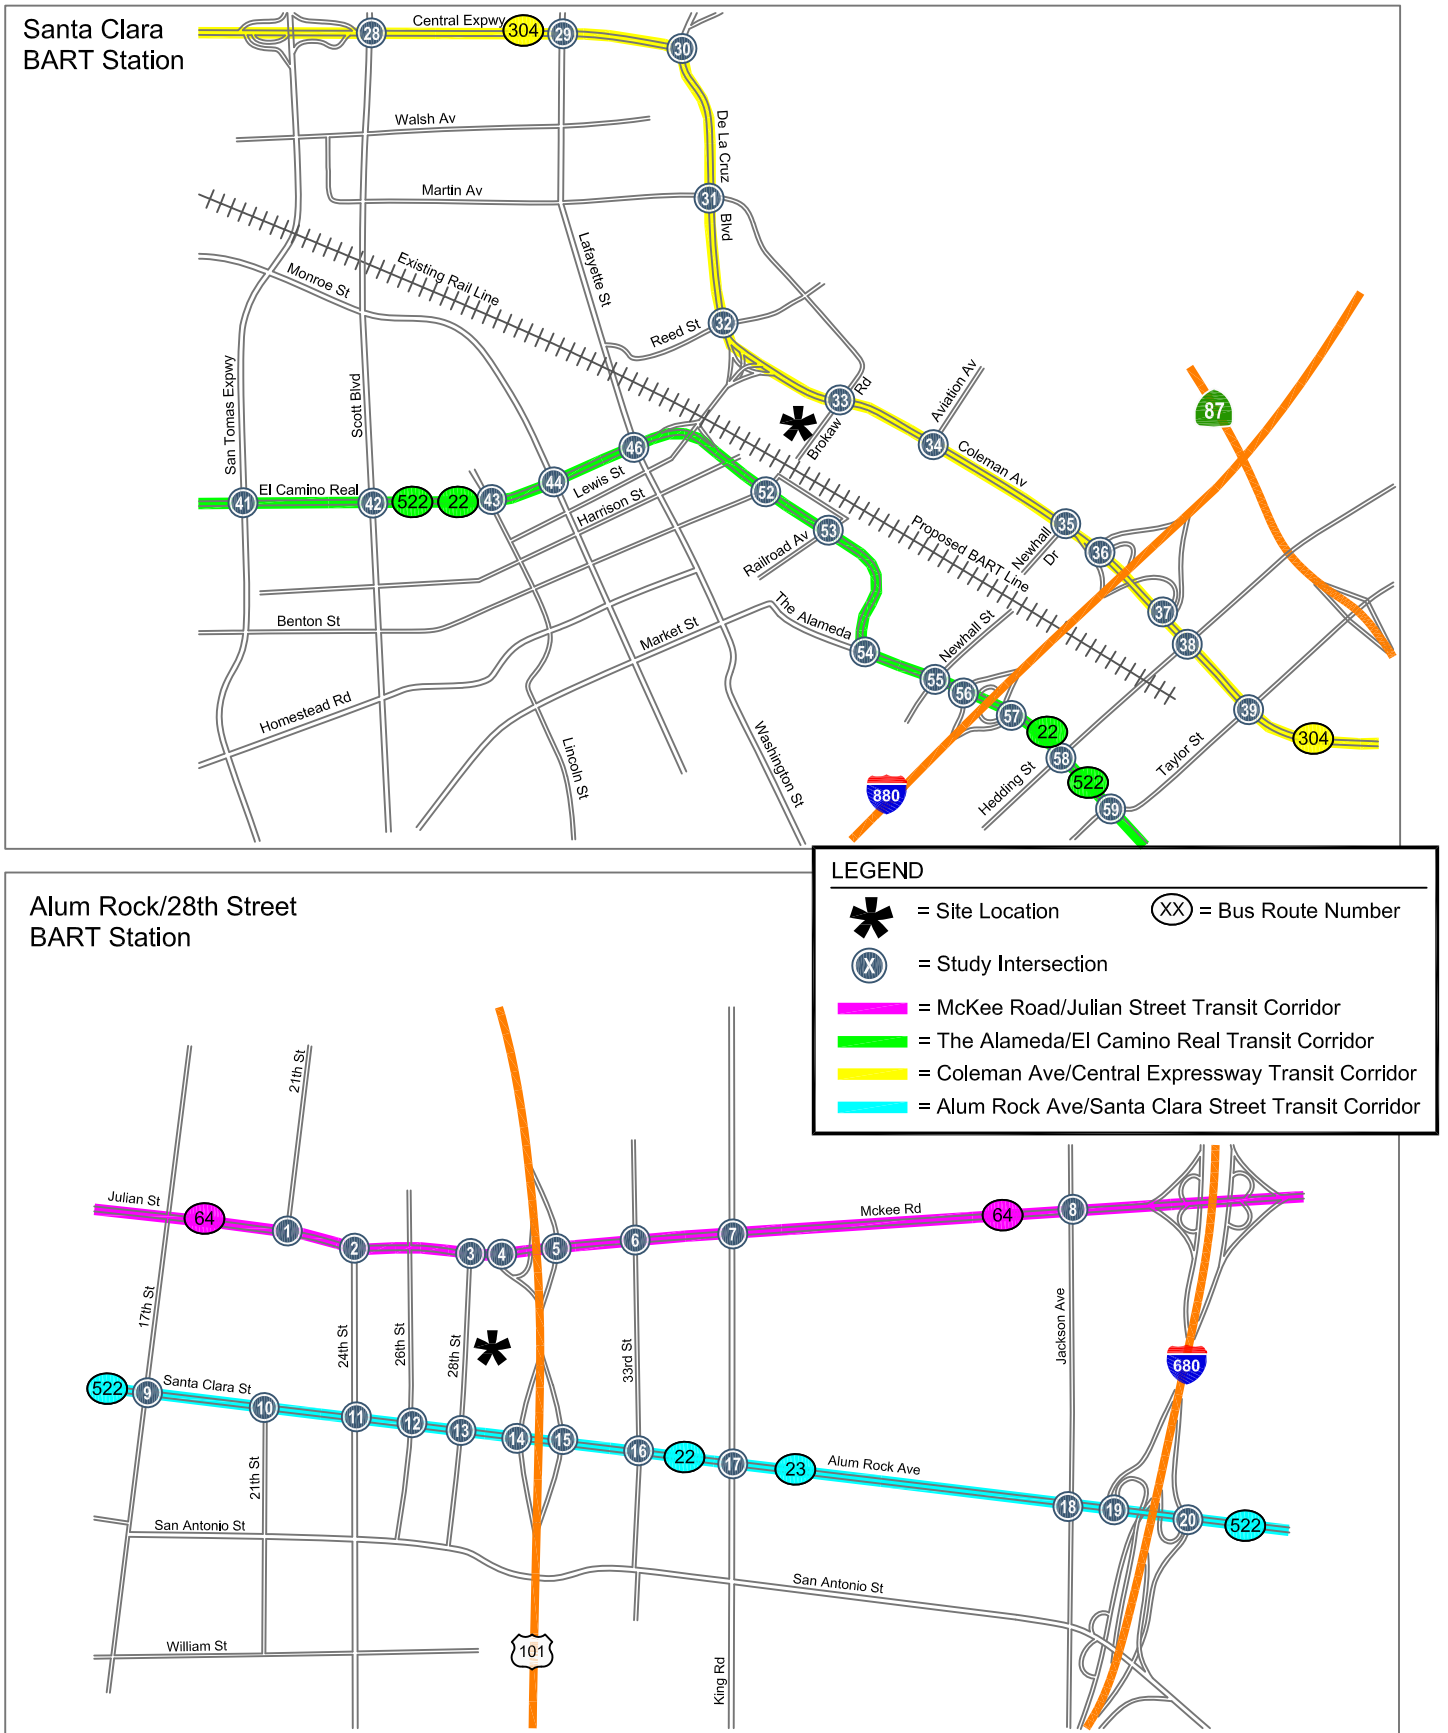 Santa Clara
BART Station
Central Expwy
304
28
29
30
Walsh Av
De La Cruz
Blvd
Martin Av
31
Lafayette St
Existing Rail Line
Monroe St
Reed St
32
San Tomas Expwy
Scott Blvd
33
Rd
Brokaw
Aviation Av
87
34
Coleman Av
46
44
Lewis St
Harrison St
El Camino Real
41
42
522
22
43
52
53
Railroad Av
Proposed BART Line
35
Newhall
Dr
36
37
38
39
Benton St
Market St
The Alameda
54
Newhall St
55
56
57
22
58
522
59
Hedding St
Taylor St
304
Homestead Rd
Lincoln St
Washington St
880
LEGEND
= Site Location
XX
= Bus Route Number
X
= Study Intersection
= McKee Road/Julian Street Transit Corridor
= The Alameda/El Camino Real Transit Corridor
= Coleman Ave/Central Expressway Transit Corridor
= Alum Rock Ave/Santa Clara Street Transit Corridor
Alum Rock/28th Street
BART Station
21th St
Julian St
64
1
2
3
4
5
6
7
Mckee Rd
64
8
17th St
24th St
26th St
28th St
33rd St
Jackson Ave
680
522
9
Santa Clara St
10
11
12
13
14
15
16
22
17
23
Alum Rock Ave
18
19
20
522
21th St
San Antonio St
San Antonio St
William St
101
King Rd